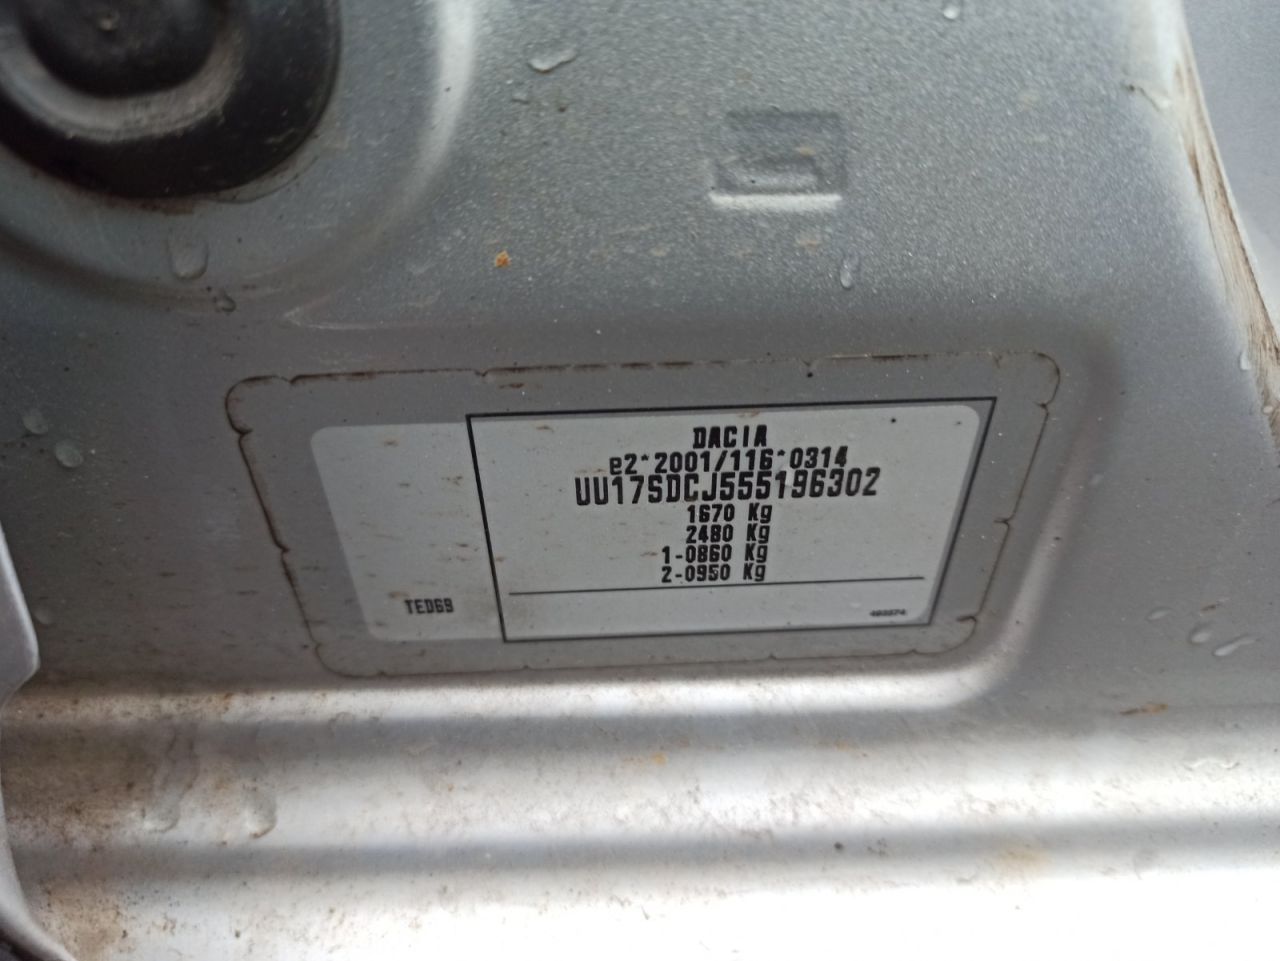 DACIA
e2*2001/116*0314
UU17SDCJ555196302
1670 Kg
2480 Kg
1-0860 Kg
2-0950 Kg
TED69